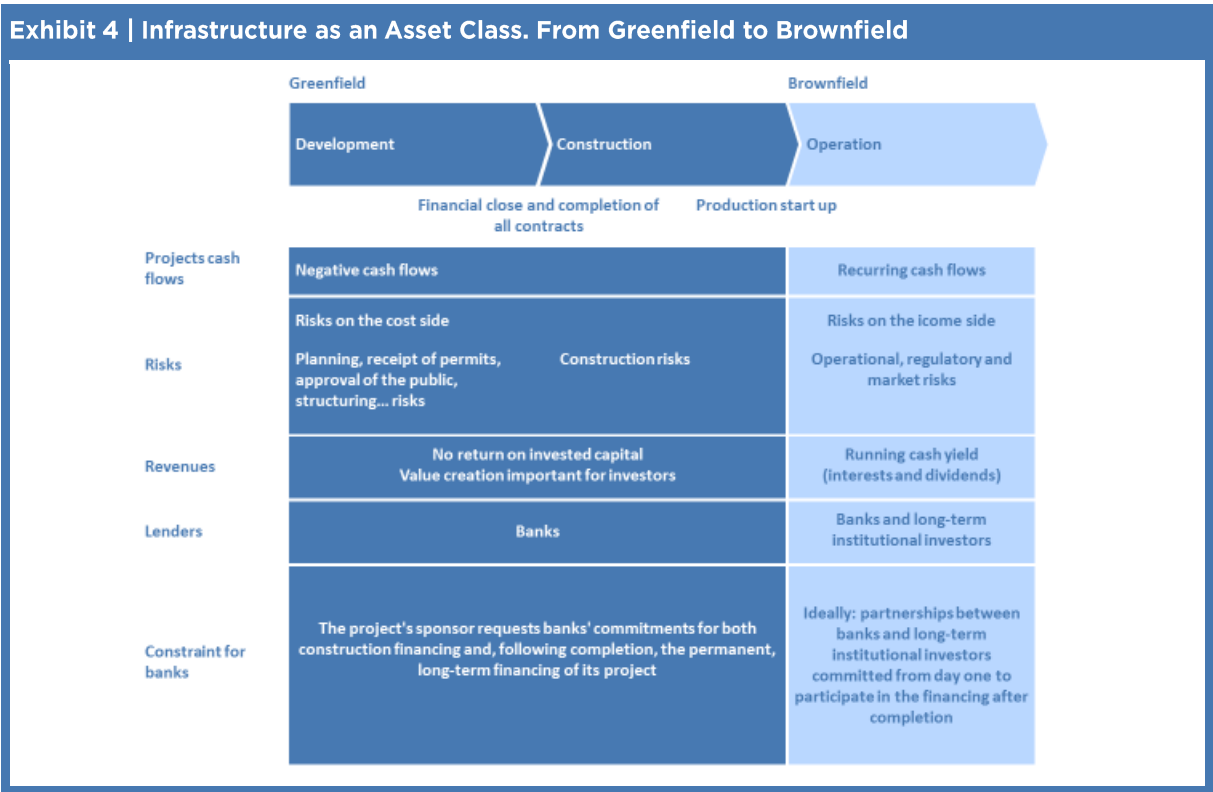 Exhibit 4 | Infrastructure as an Asset Class. From Greenfield to Brownfield
Greenfield
Brownfield
Development
Construction
Operation
Financial close and completion of
all contracts
Production start up
Projects cash
flows
Negative cash flows
Recurring cash flows
Risks
Risks on the cost side
Planning, receipt of permits,
approval of the public,
structuring... risks
Construction risks
Risks on the icome side
Operational, regulatory and
market risks
Revenues
No return on invested capital
Value creation important for investors
Running cash yield
(interests and dividends)
Lenders
Banks
Banks and long-term
institutional investors
Constraint for
banks
The project's sponsor requests banks' commitments for both
construction financing and, following completion, the permanent,
long-term financing of its project
Ideally: partnerships between
banks and long-term
institutional investors
committed from day one to
participate in the financing after
completion